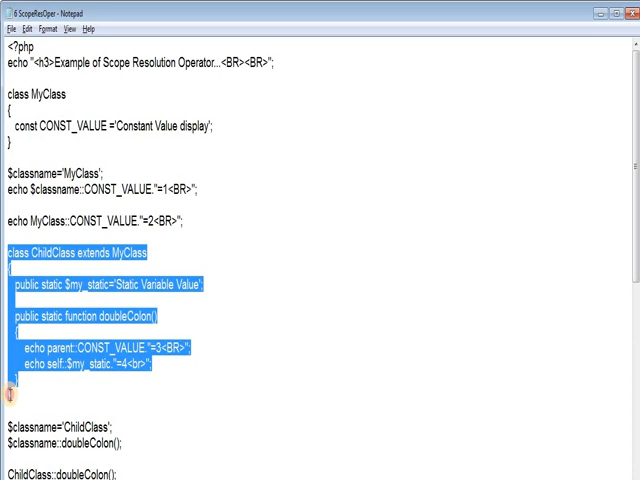 6 ScopeResOper - Notepad
File Edit Format View Help
<?php
echo "<h3>Example of Scope Resolution Operator...<BR><BR>";
class MyClass
{
const CONST_VALUE ='Constant Value display';
}
$classname='MyClass';
echo $classname::CONST_VALUE."=1<BR>";
echo MyClass::CONST_VALUE."=2<BR>";
class ChildClass extends MyClass
{
public static $my_static='Static Variable Value';
public static function doubleColon()
{
echo parent::CONST_VALUE."=3<BR>";
echo self::$my_static."=4<br>";
}
$classname='ChildClass';
$classname::doubleColon();
ChildClass::doubleColon();